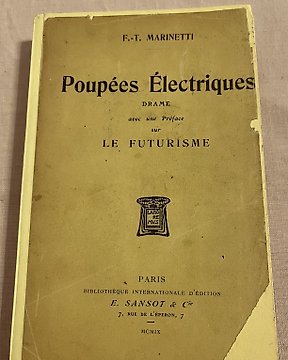 F.-T. MARINETTI
Poupées Électriques
DRAME
avec une Préface
sur
LE FUTURISME
PARIS
BIBLIOTHÈQUE INTERNATIONALE D'ÉDITION
E. SANSOT & Cie
7, RUE DE L'ÉPERON, 7
MCMIX